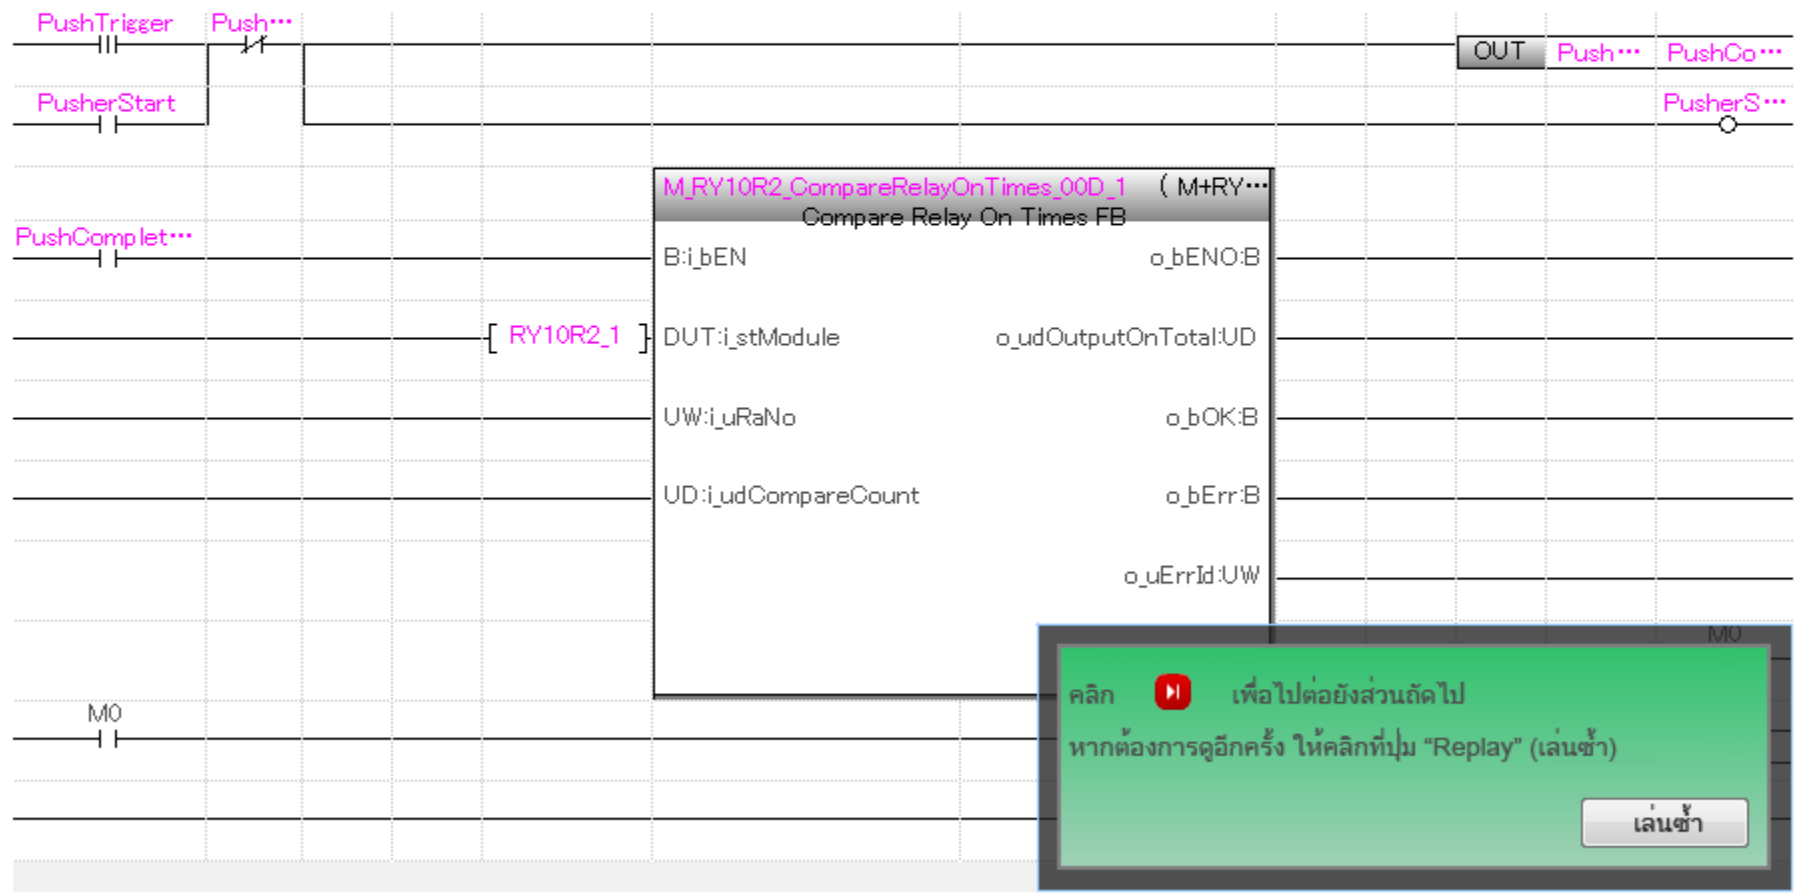 PushTrigger Push…
OUT Push… PushCo…
PusherStart PusherS…
M_RY10R2_CompareRelayOnTimes_00D_1 ( M+RY…
Compare Relay On Times FB
PushComplet…
B:i_bEN o_bENO:B
[ RY10R2_1 ] DUT:i_stModule o_udOutputOnTotal:UD
UW:i_uRaNo o_bOK:B
UD:i_udCompareCount o_bErr:B
o_uErrId:UW
M0
คลิก เพื่อไปต่อยังส่วนถัดไป
M0
หากต้องการดูอีกครั้ง ให้คลิกที่ปุ่ม “Replay” (เล่นซ้ำ)
เล่นซ้ำ